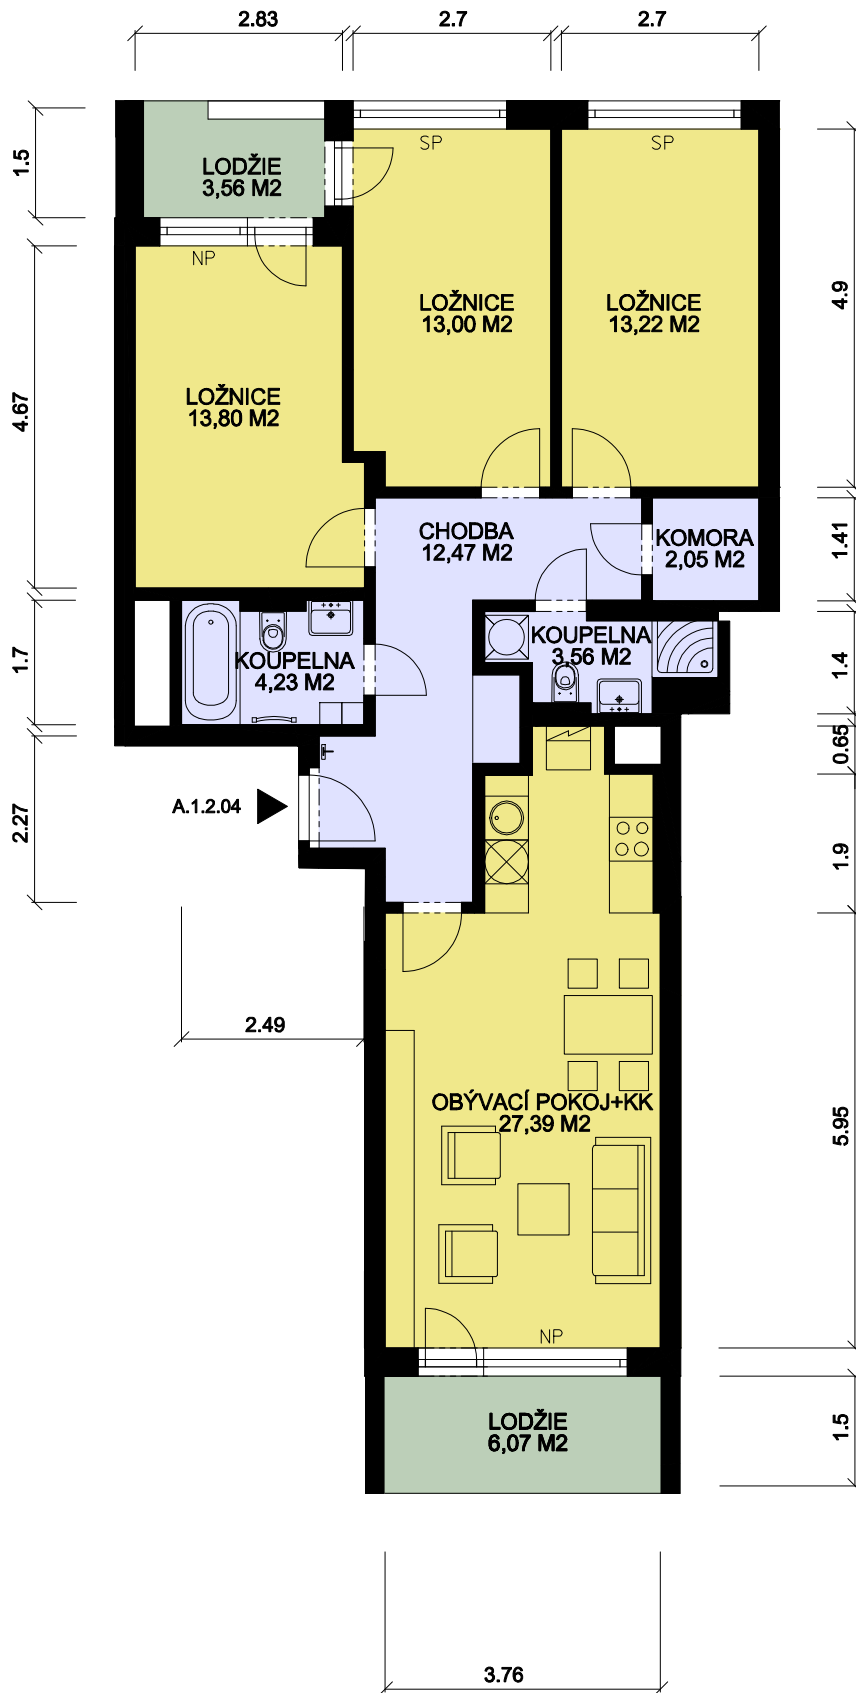 2.83
2.7
2.7
1.5
LODŽIE
3,56 M2
SP
SP
NP
LOŽNICE
13,00 M2
LOŽNICE
13,22 M2
4.9
LOŽNICE
13,80 M2
4.67
CHODBA
12,47 M2
KOMORA
2,05 M2
1.41
KOUPELNA
3,56 M2
KOUPELNA
4,23 M2
1.7
1.4
0.65
A.1.2.04
2.27
1.9
2.49
OBÝVACÍ POKOJ+KK
27,39 M2
5.95
NP
LODŽIE
6,07 M2
1.5
3.76